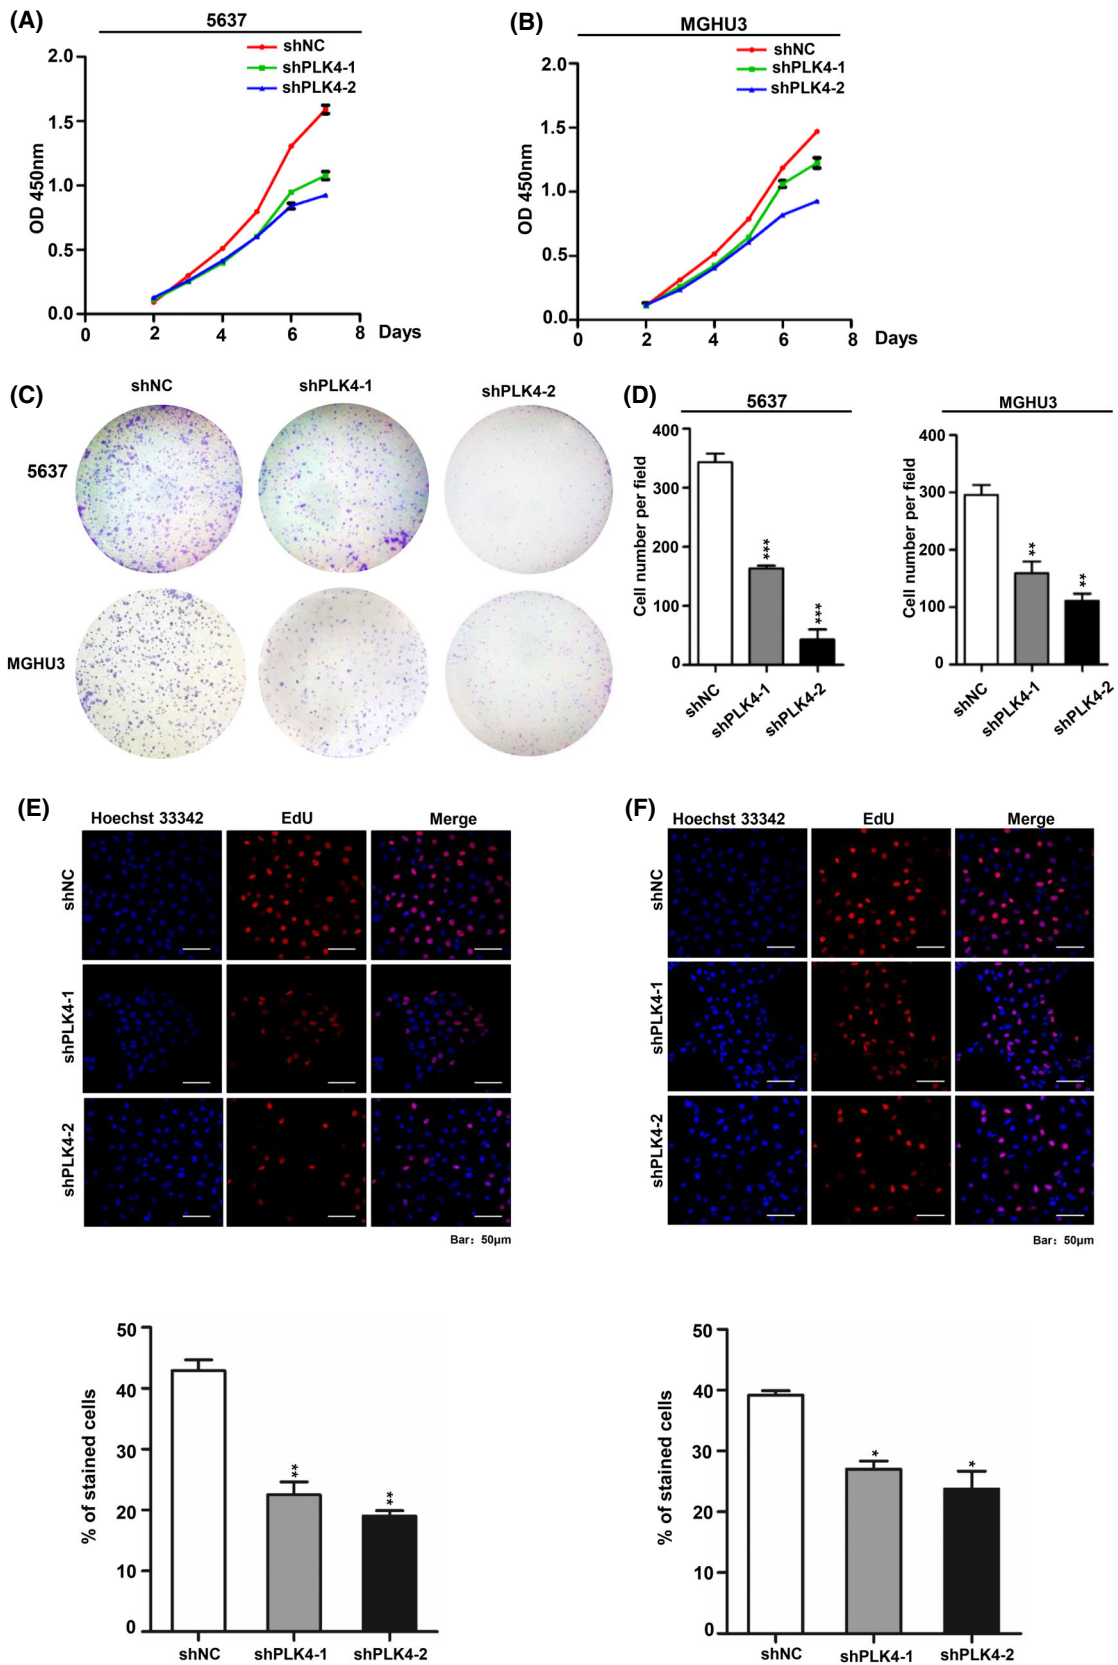 (A)
5637
shNC
shPLK4-1
shPLK4-2
2.0
1.5
1.0
0.5
0.0
OD 450nm
0 2 4 6 8 Days
(B)
MGHU3
shNC
shPLK4-1
shPLK4-2
2.0
1.5
1.0
0.5
0.0
OD 450nm
0 2 4 6 8 Days
(C)
shNC shPLK4-1 shPLK4-2
5637
MGHU3
(D)
5637
400
300
200
100
0
Cell number per field
***
***
shNC shPLK4-1 shPLK4-2
MGHU3
400
300
200
100
0
Cell number per field
**
**
shNC shPLK4-1 shPLK4-2
(E)
Hoechst 33342 EdU Merge
shNC
shPLK4-1
shPLK4-2
Bar: 50μm
50
40
30
20
10
0
% of stained cells
**
**
shNC shPLK4-1 shPLK4-2
(F)
Hoechst 33342 EdU Merge
shNC
shPLK4-1
shPLK4-2
Bar: 50μm
50
40
30
20
10
0
% of stained cells
*
*
shNC shPLK4-1 shPLK4-2